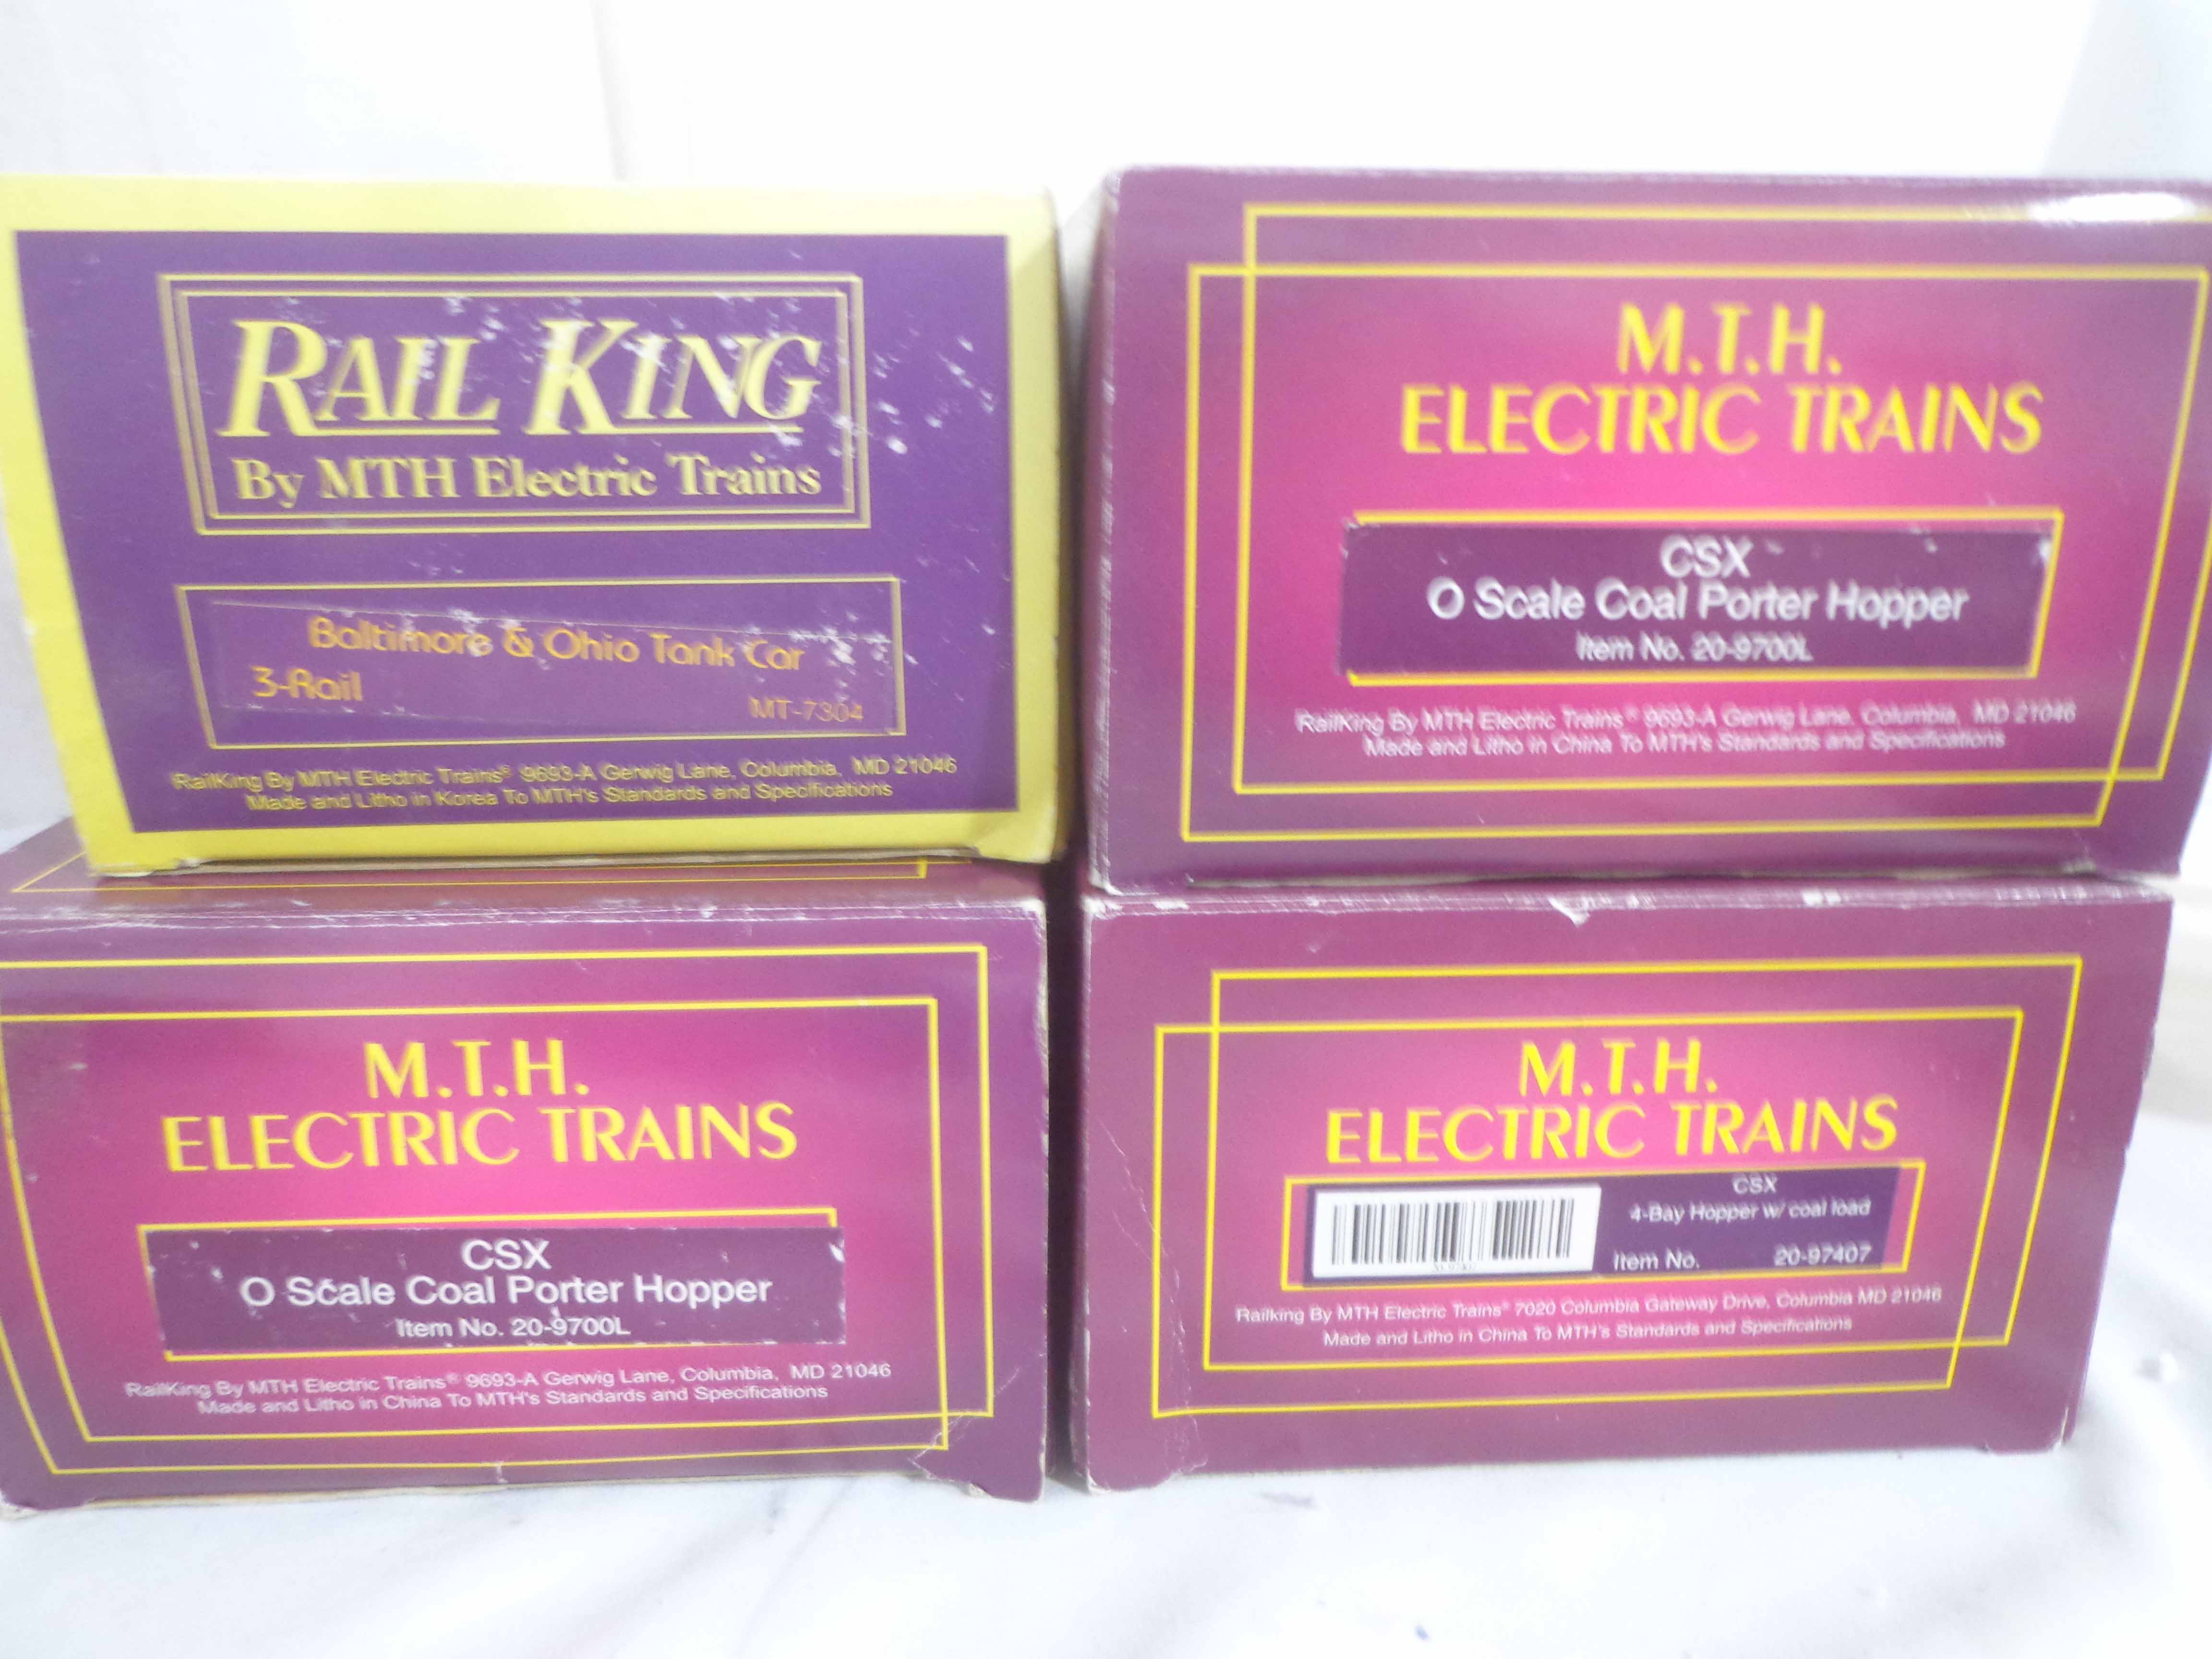 RAIL KING
By MTH Electric Trains
Baltimore & Ohio Tank Car
3-Rail
MT-7304
RailKing By MTH Electric Trains® 9693-A Gerwig Lane, Columbia, MD 21046
Made and Litho in Korea To MTH's Standards and Specifications
M.T.H.
ELECTRIC TRAINS
CSX
O Scale Coal Porter Hopper
Item No. 20-9700L
RailKing By MTH Electric Trains® 9693-A Gerwig Lane, Columbia, MD 21046
Made and Litho in China To MTH's Standards and Specifications
M.T.H.
ELECTRIC TRAINS
CSX
O Scale Coal Porter Hopper
Item No. 20-9700L
RailKing By MTH Electric Trains® 9693-A Gerwig Lane, Columbia, MD 21046
Made and Litho in China To MTH's Standards and Specifications
M.T.H.
ELECTRIC TRAINS
CSX
4-Bay Hopper w/ coal load
Item No. 20-97407
Railking By MTH Electric Trains® 7020 Columbia Gateway Drive, Columbia MD 21046
Made and Litho in China To MTH's Standards and Specifications